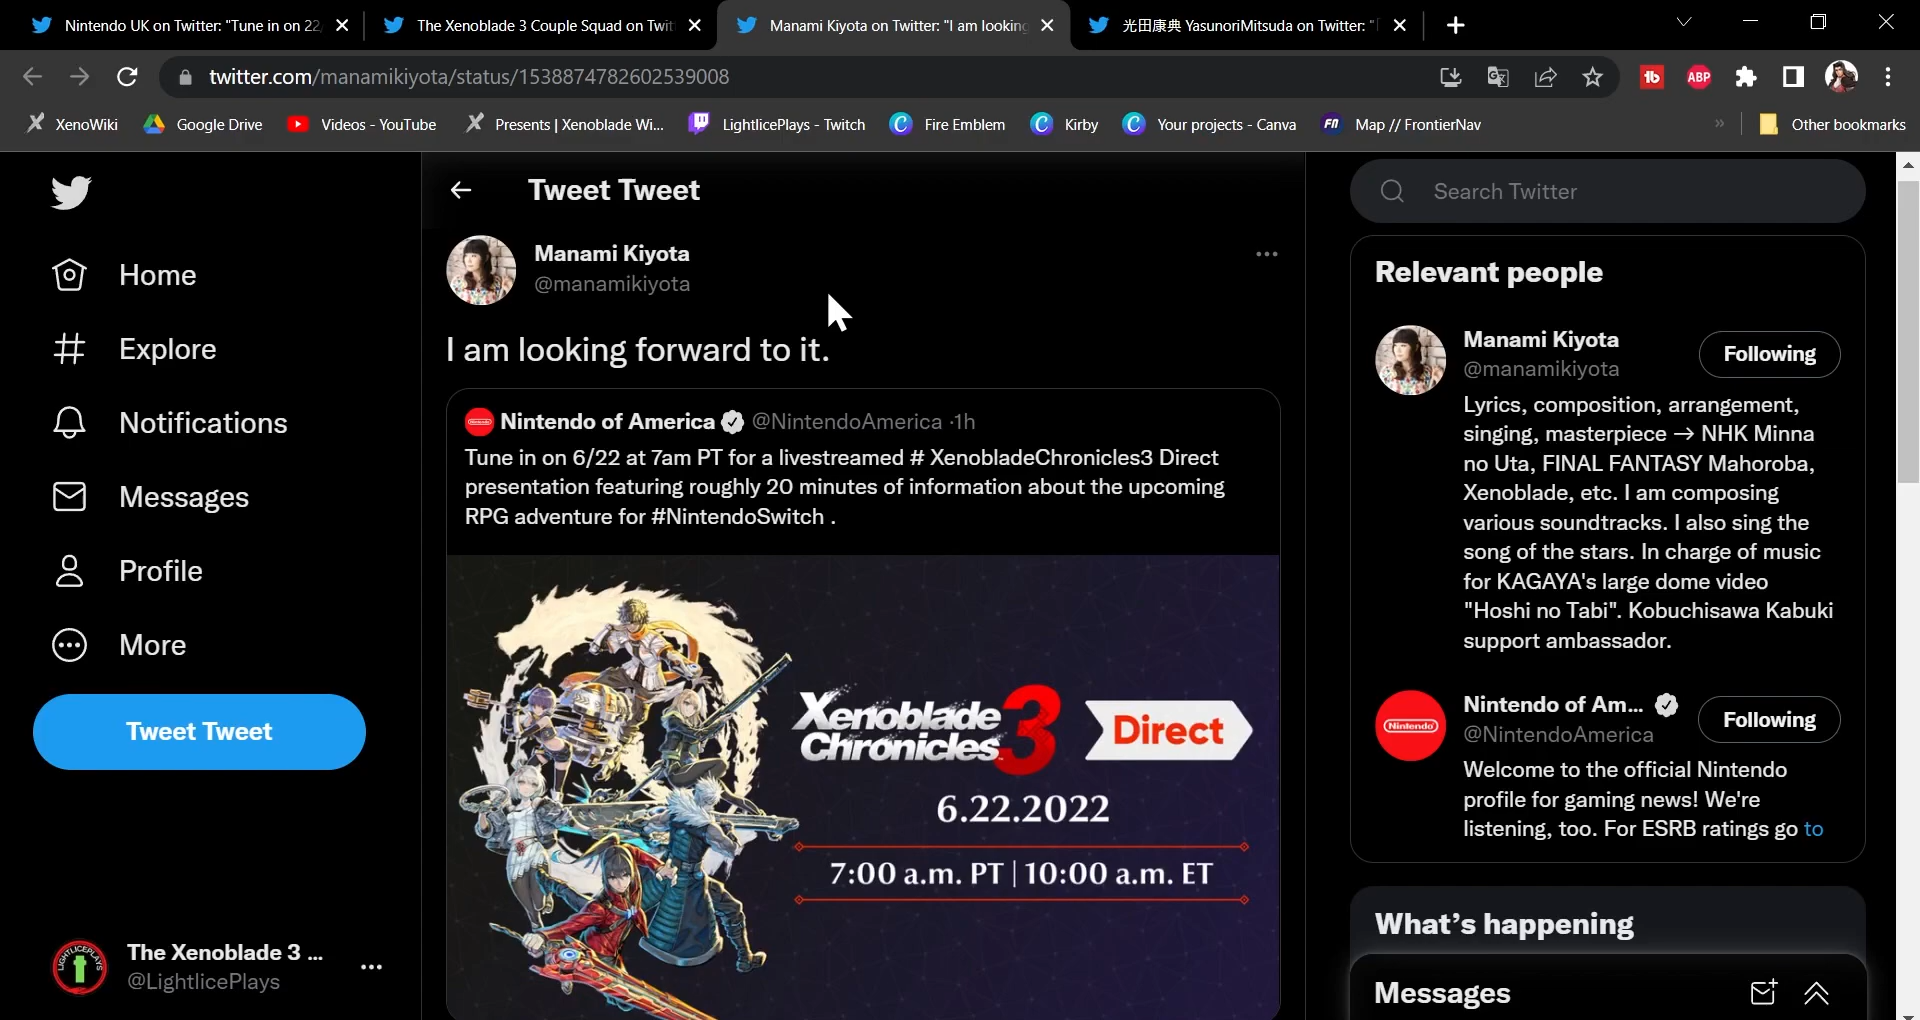 Nintendo UK on Twitter: "Tune in on 22
The Xenoblade 3 Couple Squad on Twit
Manami Kiyota on Twitter: "I am looking
光田康典 YasunoriMitsuda on Twitter: "
twitter.com/manamikiyota/status/1538874782602539008
ABP
XenoWiki
Google Drive
Videos - YouTube
Presents | Xenoblade Wi...
LightlicePlays - Twitch
Fire Emblem
Kirby
Your projects - Canva
FN
Map // FrontierNav
Other bookmarks
Home
Explore
Notifications
Messages
Profile
More
Tweet Tweet
The Xenoblade 3 ...
@LightlicePlays
Tweet Tweet
Manami Kiyota
@manamikiyota
I am looking forward to it.
Nintendo of America @NintendoAmerica ·1h
Tune in on 6/22 at 7am PT for a livestreamed # XenobladeChronicles3 Direct
presentation featuring roughly 20 minutes of information about the upcoming
RPG adventure for #NintendoSwitch .
Xenoblade
Chronicles 3
Direct
6.22.2022
7:00 a.m. PT | 10:00 a.m. ET
Search Twitter
Relevant people
Manami Kiyota
@manamikiyota
Following
Lyrics, composition, arrangement,
singing, masterpiece → NHK Minna
no Uta, FINAL FANTASY Mahoroba,
Xenoblade, etc. I am composing
various soundtracks. I also sing the
song of the stars. In charge of music
for KAGAYA's large dome video
"Hoshi no Tabi". Kobuchisawa Kabuki
support ambassador.
Nintendo
Nintendo of Am...
@NintendoAmerica
Following
Welcome to the official Nintendo
profile for gaming news! We're
listening, too. For ESRB ratings go to
What's happening
Messages